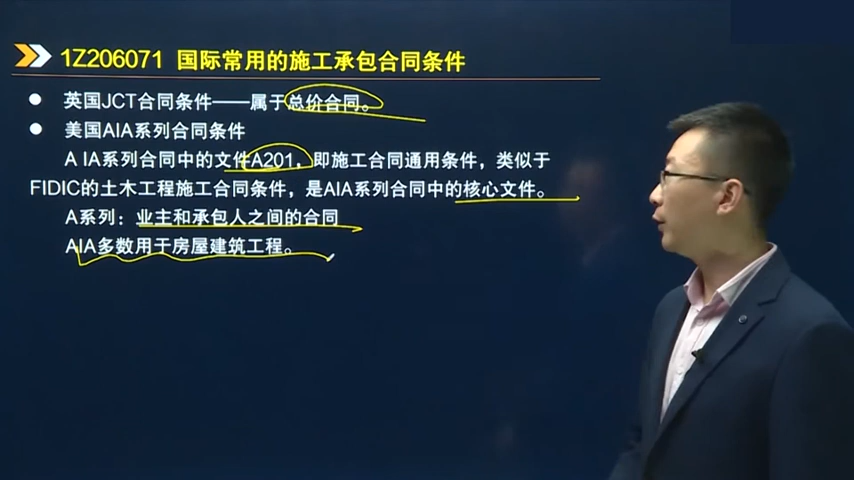 1Z206071 国际常用的施工承包合同条件
英国JCT合同条件——属于总价合同。
美国AIA系列合同条件
A IA系列合同中的文件A201，即施工合同通用条件，类似于
FIDIC的土木工程施工合同条件，是AIA系列合同中的核心文件。
A系列：业主和承包人之间的合同
AIA多数用于房屋建筑工程。